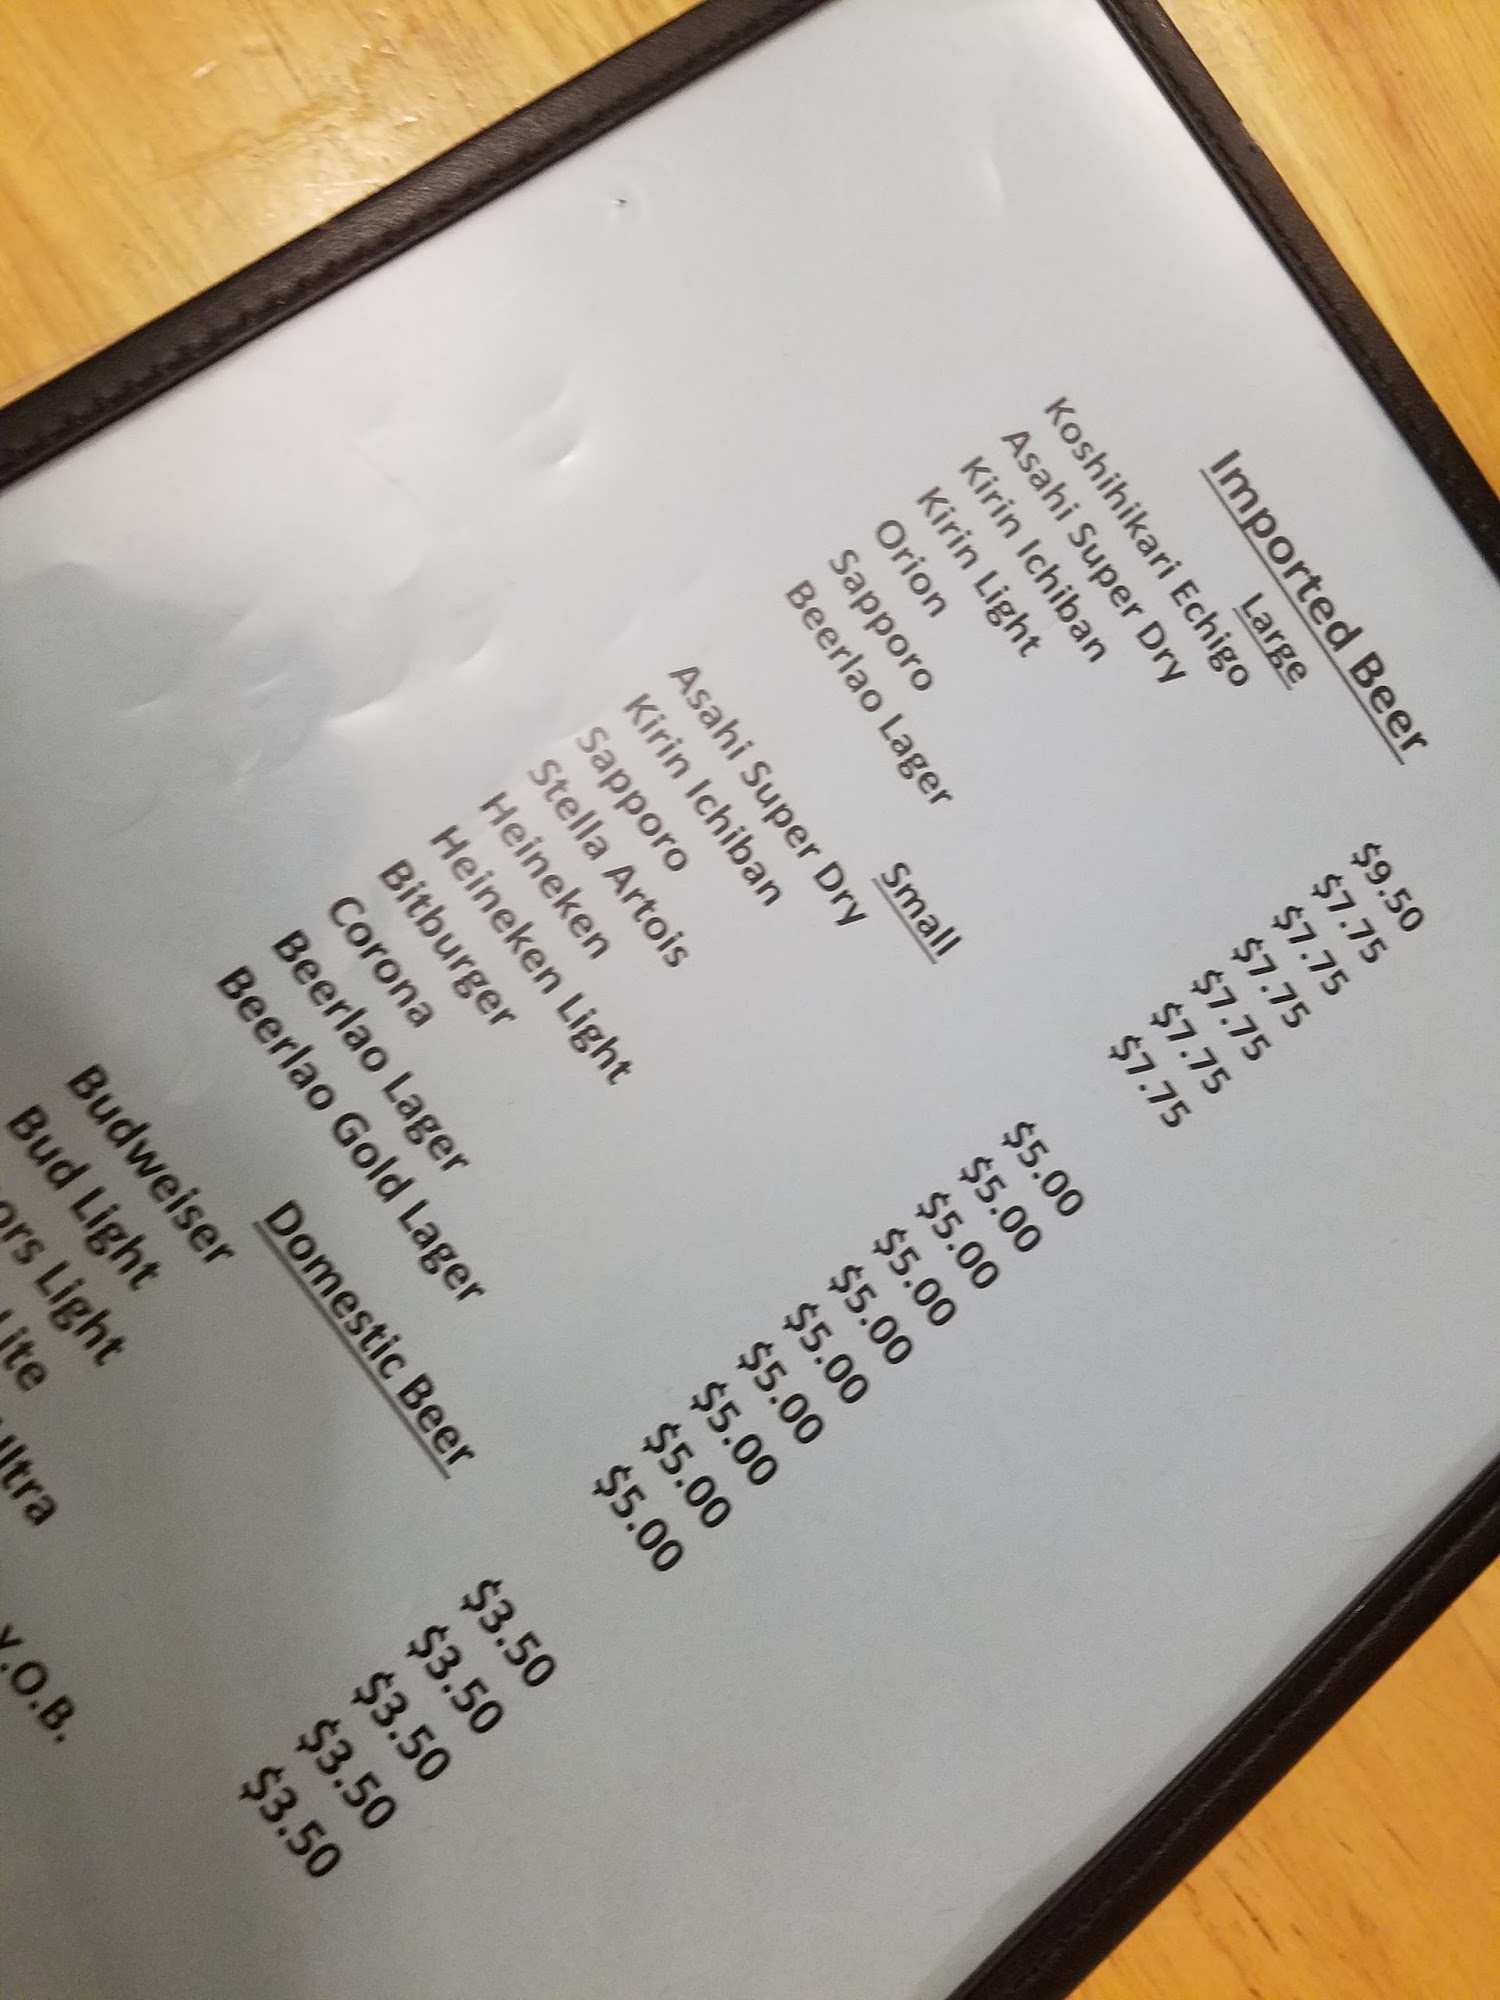 Imported Beer
Large
Koshihikari Echigo $9.50
Asahi Super Dry $7.75
Kirin Ichiban $7.75
Kirin Light $7.75
Orion $7.75
Sapporo $7.75
Beerlao Lager $7.75
Small
Asahi Super Dry $5.00
Kirin Ichiban $5.00
Sapporo $5.00
Stella Artois $5.00
Heineken $5.00
Heineken Light $5.00
Bitburger $5.00
Corona $5.00
Beerlao Lager $5.00
Beerlao Gold Lager $5.00
Domestic Beer
Budweiser $3.50
Bud Light $3.50
ors Light $3.50
ite $3.50
ltra $3.50
.O.B.